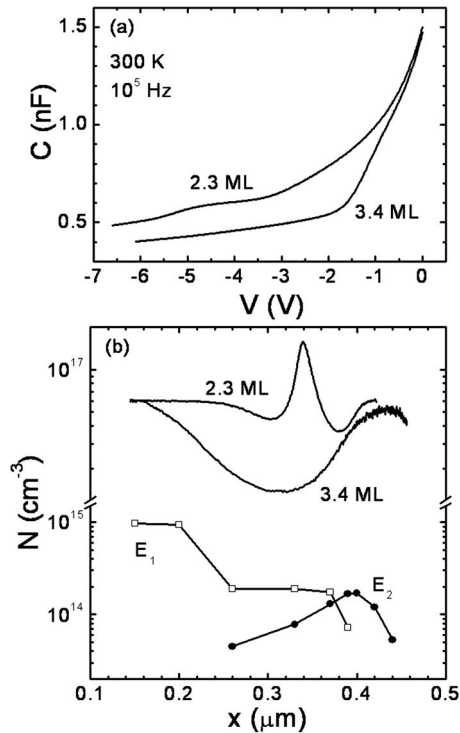 (a)
300 K
10⁵ Hz
1.5
1.0
0.5
C (nF)
2.3 ML
3.4 ML
-7 -6 -5 -4 -3 -2 -1 0
V (V)
(b)
10¹⁷
2.3 ML
3.4 ML
N (cm⁻³)
10¹⁵
E₁
E₂
10¹⁴
0.1 0.2 0.3 0.4 0.5
x (μm)